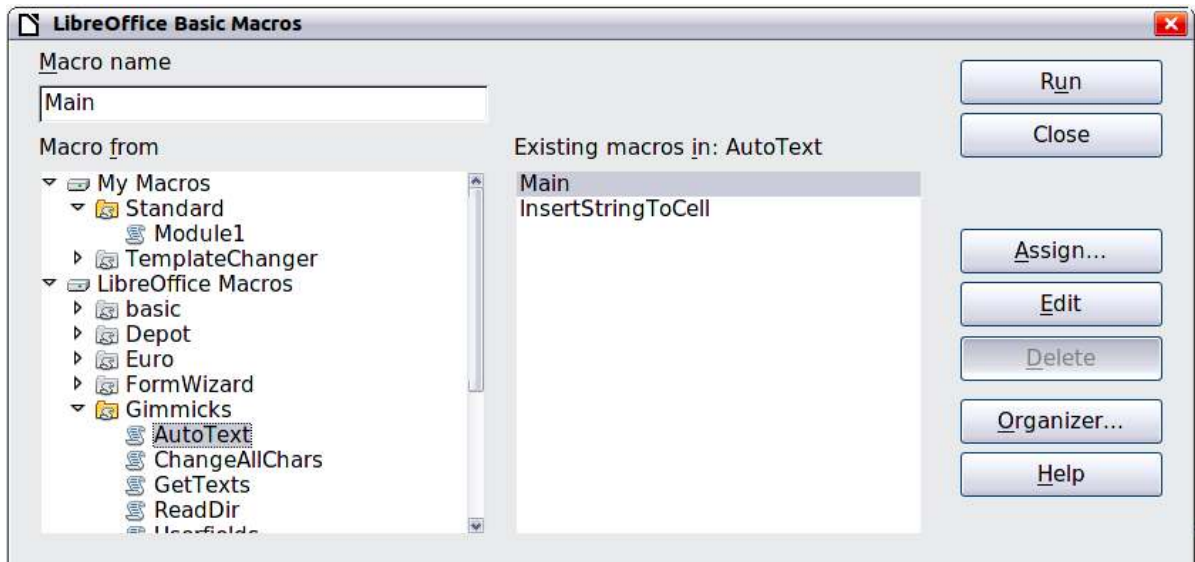 LibreOffice Basic Macros
Macro name
Main
Run
Close
Macro from
Existing macros in: AutoText
My Macros
Standard
Module1
TemplateChanger
LibreOffice Macros
basic
Depot
Euro
FormWizard
Gimmicks
AutoText
ChangeAllChars
GetTexts
ReadDir
Main
InsertStringToCell
Assign...
Edit
Delete
Organizer...
Help